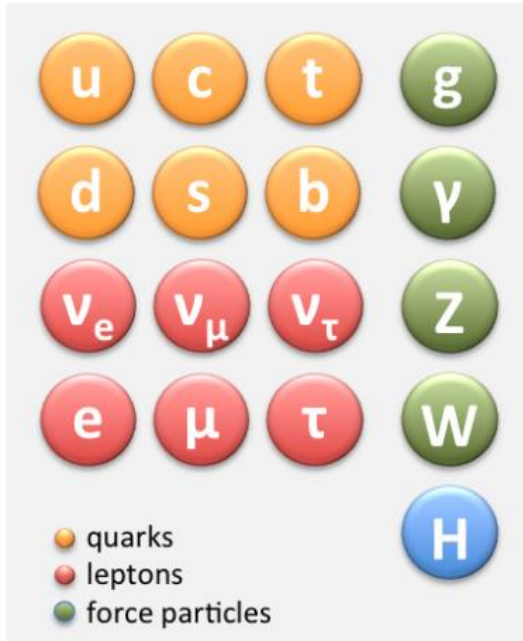 u c t g
d s b γ
νe νμ ντ Z
e μ τ W
H
quarks
leptons
force particles